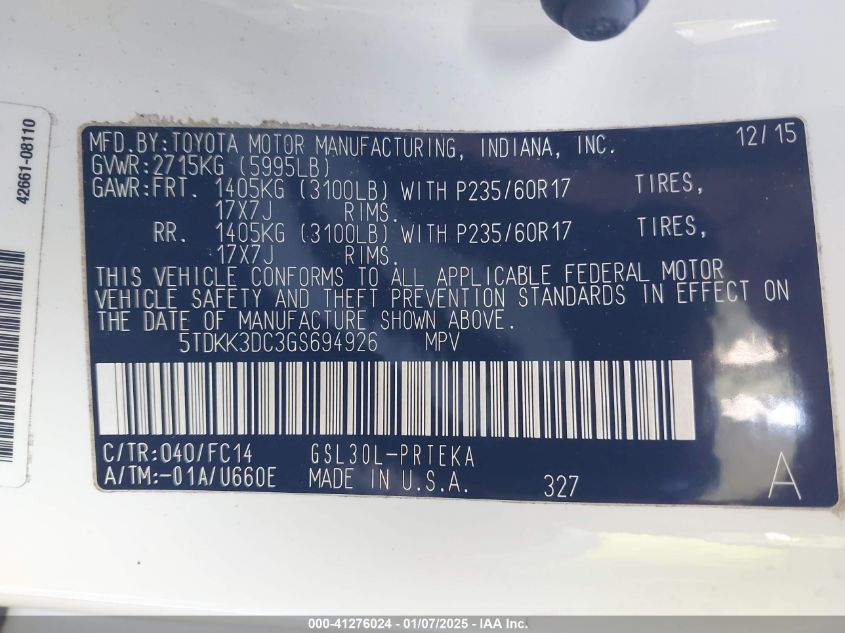 42661-08110
MFD.BY:TOYOTA MOTOR MANUFACTURING, INDIANA, INC. 12/15
GVWR:2715KG (5995LB)
GAWR:FRT. 1405KG (3100LB) WITH P235/60R17 TIRES,
17X7J RIMS.
RR. 1405KG (3100LB) WITH P235/60R17 TIRES,
17X7J RIMS.
THIS VEHICLE CONFORMS TO ALL APPLICABLE FEDERAL MOTOR
VEHICLE SAFETY AND THEFT PREVENTION STANDARDS IN EFFECT ON
THE DATE OF MANUFACTURE SHOWN ABOVE.
5TDKK3DC3GS694926 MPV
C/TR:040/FC14 GSL30L-PRTEKA
A/TM:-01A/U660E MADE IN U.S.A. 327 A
000-41276024 - 01/07/2025 - IAA Inc.